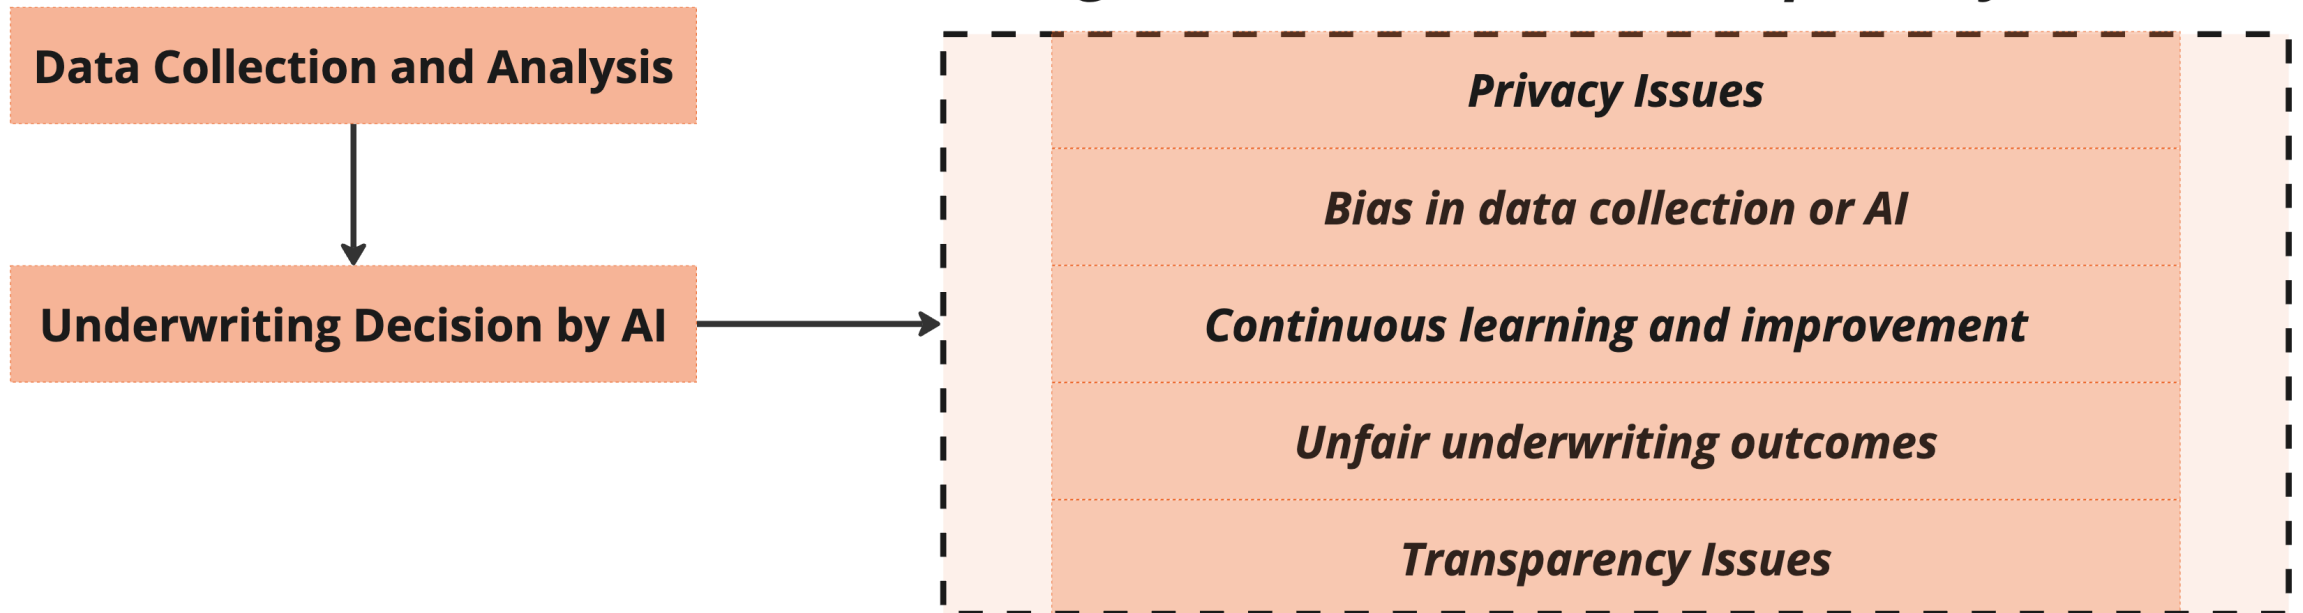 Data Collection and Analysis
Underwriting Decision by AI
Privacy Issues
Bias in data collection or AI
Continuous learning and improvement
Unfair underwriting outcomes
Transparency Issues